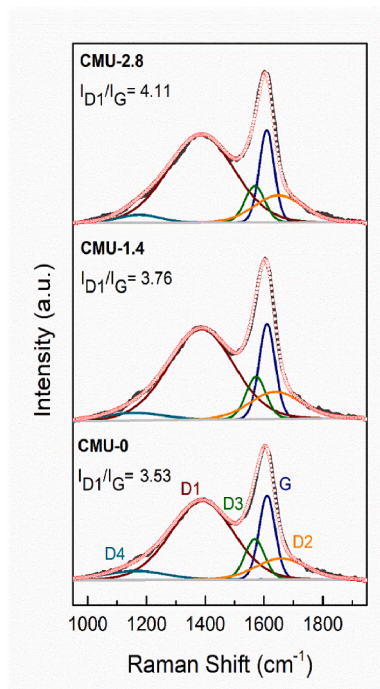 CMU-2.8
I_D1/I_G= 4.11
CMU-1.4
I_D1/I_G= 3.76
CMU-0
I_D1/I_G= 3.53
D1
G
D3
D2
D4
Intensity (a.u.)
1000 1200 1400 1600 1800
Raman Shift (cm⁻¹)